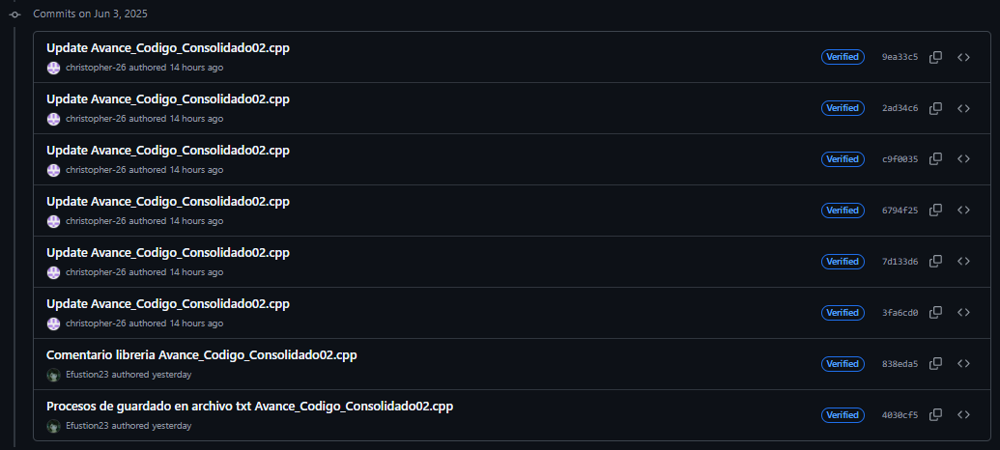 Commits on Jun 3, 2025
Update Avance_Codigo_Consolidado02.cpp
christopher-26 authored 14 hours ago
Verified 9ea33c5
Update Avance_Codigo_Consolidado02.cpp
christopher-26 authored 14 hours ago
Verified 2ad34c6
Update Avance_Codigo_Consolidado02.cpp
christopher-26 authored 14 hours ago
Verified c9f0035
Update Avance_Codigo_Consolidado02.cpp
christopher-26 authored 14 hours ago
Verified 6794f25
Update Avance_Codigo_Consolidado02.cpp
christopher-26 authored 14 hours ago
Verified 7d133d6
Update Avance_Codigo_Consolidado02.cpp
christopher-26 authored 14 hours ago
Verified 3fa6cd0
Comentario libreria Avance_Codigo_Consolidado02.cpp
Efustion23 authored yesterday
Verified 838eda5
Procesos de guardado en archivo txt Avance_Codigo_Consolidado02.cpp
Efustion23 authored yesterday
Verified 4030cf5